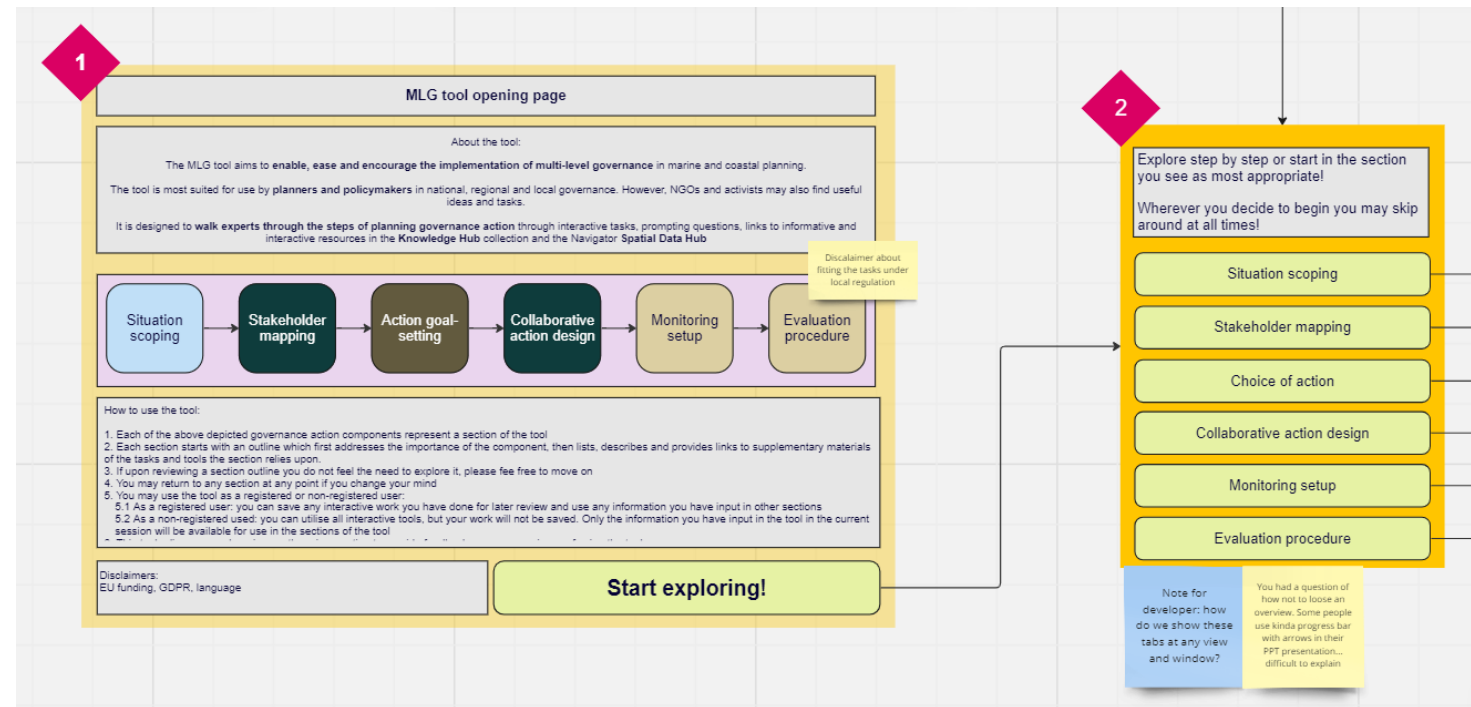 1
MLG tool opening page
About the tool:
The MLG tool aims to enable, ease and encourage the implementation of multi-level governance in marine and coastal planning.
The tool is most suited for use by planners and policymakers in national, regional and local governance. However, NGOs and activists may also find useful
ideas and tasks.
It is designed to walk experts through the steps of planning governance action through interactive tasks, prompting questions, links to informative and
interactive resources in the Knowledge Hub collection and the Navigator Spatial Data Hub
Discalaimer about
fitting the tasks under
local regulation
Situation
scoping
Stakeholder
mapping
Action goal-
setting
Collaborative
action design
Monitoring
setup
Evaluation
procedure
How to use the tool:
1. Each of the above depicted governance action components represent a section of the tool
2. Each section starts with an outline which first addresses the importance of the component, then lists, describes and provides links to supplementary materials
of the tasks and tools the section relies upon.
3. If upon reviewing a section outline you do not feel the need to explore it, please fee free to move on
4. You may return to any section at any point if you change your mind
5. You may use the tool as a registered or non-registered user:
5.1 As a registered user: you can save any interactive work you have done for later review and use any information you have input in other sections
5.2 As a non-registered used: you can utilise all interactive tools, but your work will not be saved. Only the information you have input in the tool in the current
session will be available for use in the sections of the tool
Disclaimers:
EU funding, GDPR, language
Start exploring!
2
Explore step by step or start in the section
you see as most appropriate!
Wherever you decide to begin you may skip
around at all times!
Situation scoping
Stakeholder mapping
Choice of action
Collaborative action design
Monitoring setup
Evaluation procedure
Note for
developer: how
do we show these
tabs at any view
and window?
You had a question of
how not to loose an
overview. Some people
use kinda progress bar
with arrows in their
PPT presentation...
difficult to explain